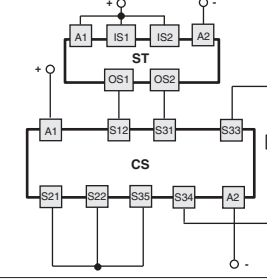 + -
A1 IS1 IS2 A2
ST
OS1 OS2
+
A1 S12 S31 S33
CS
S21 S22 S35 S34 A2
-